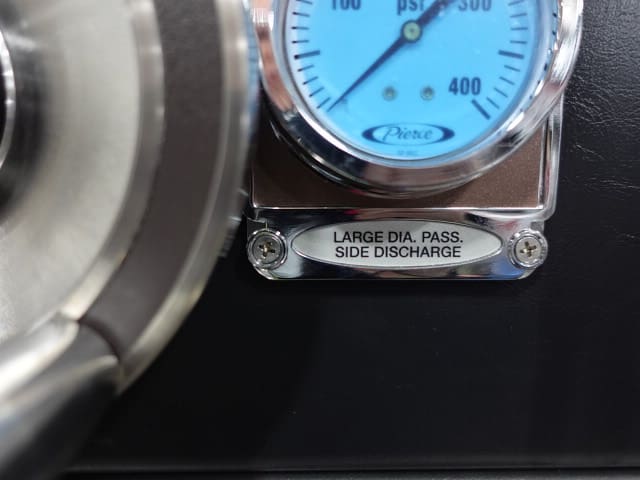 100 psi 300
400
Pierce
LARGE DIA. PASS.
SIDE DISCHARGE